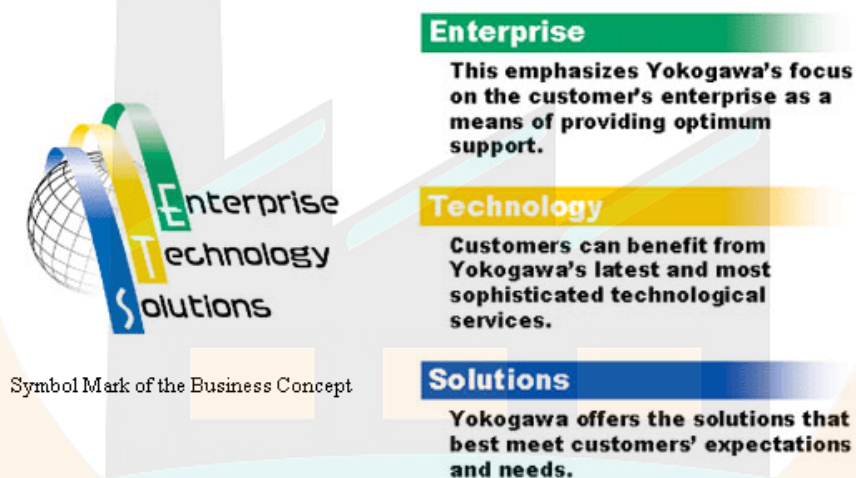 Enterprise
Technology
Solutions
Symbol Mark of the Business Concept
Enterprise
This emphasizes Yokogawa's focus
on the customer's enterprise as a
means of providing optimum
support.
Technology
Customers can benefit from
Yokogawa's latest and most
sophisticated technological
services.
Solutions
Yokogawa offers the solutions that
best meet customers' expectations
and needs.